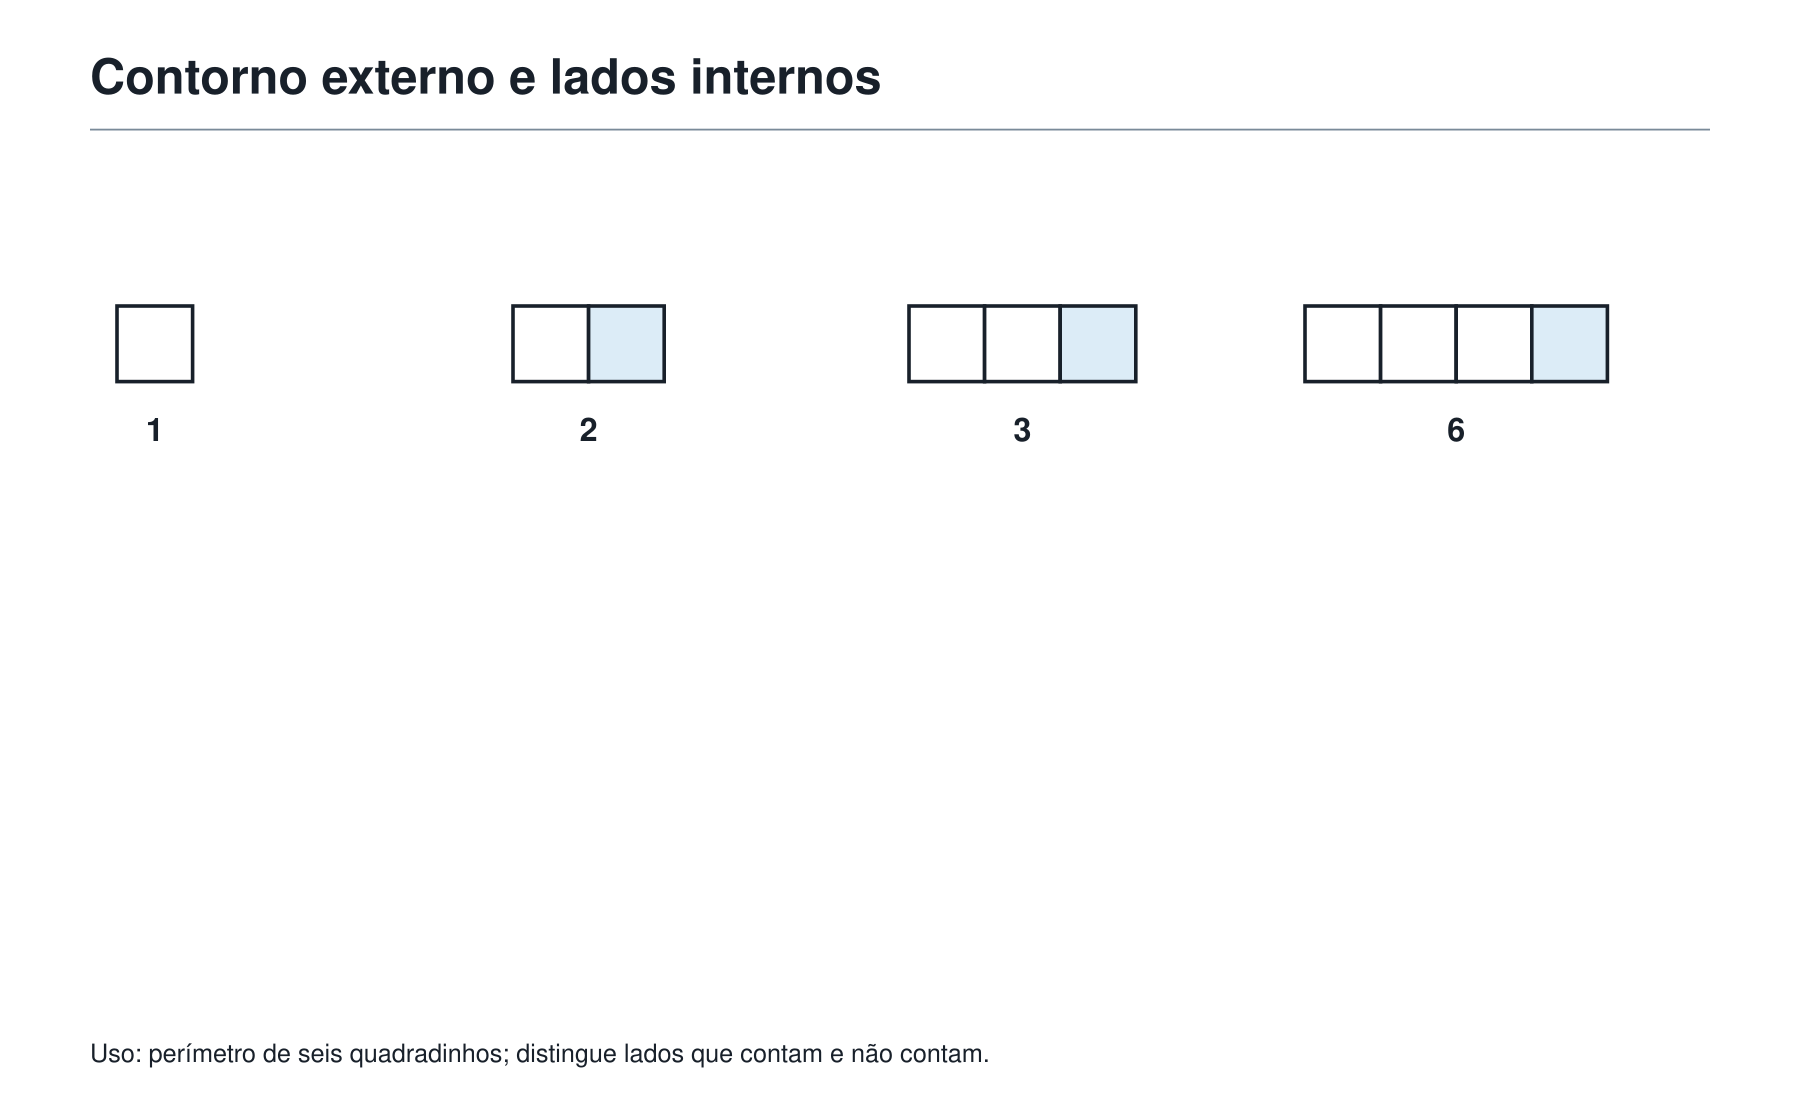 Contorno externo e lados internos
1 2 3 6
Uso: perímetro de seis quadradinhos; distingue lados que contam e não contam.